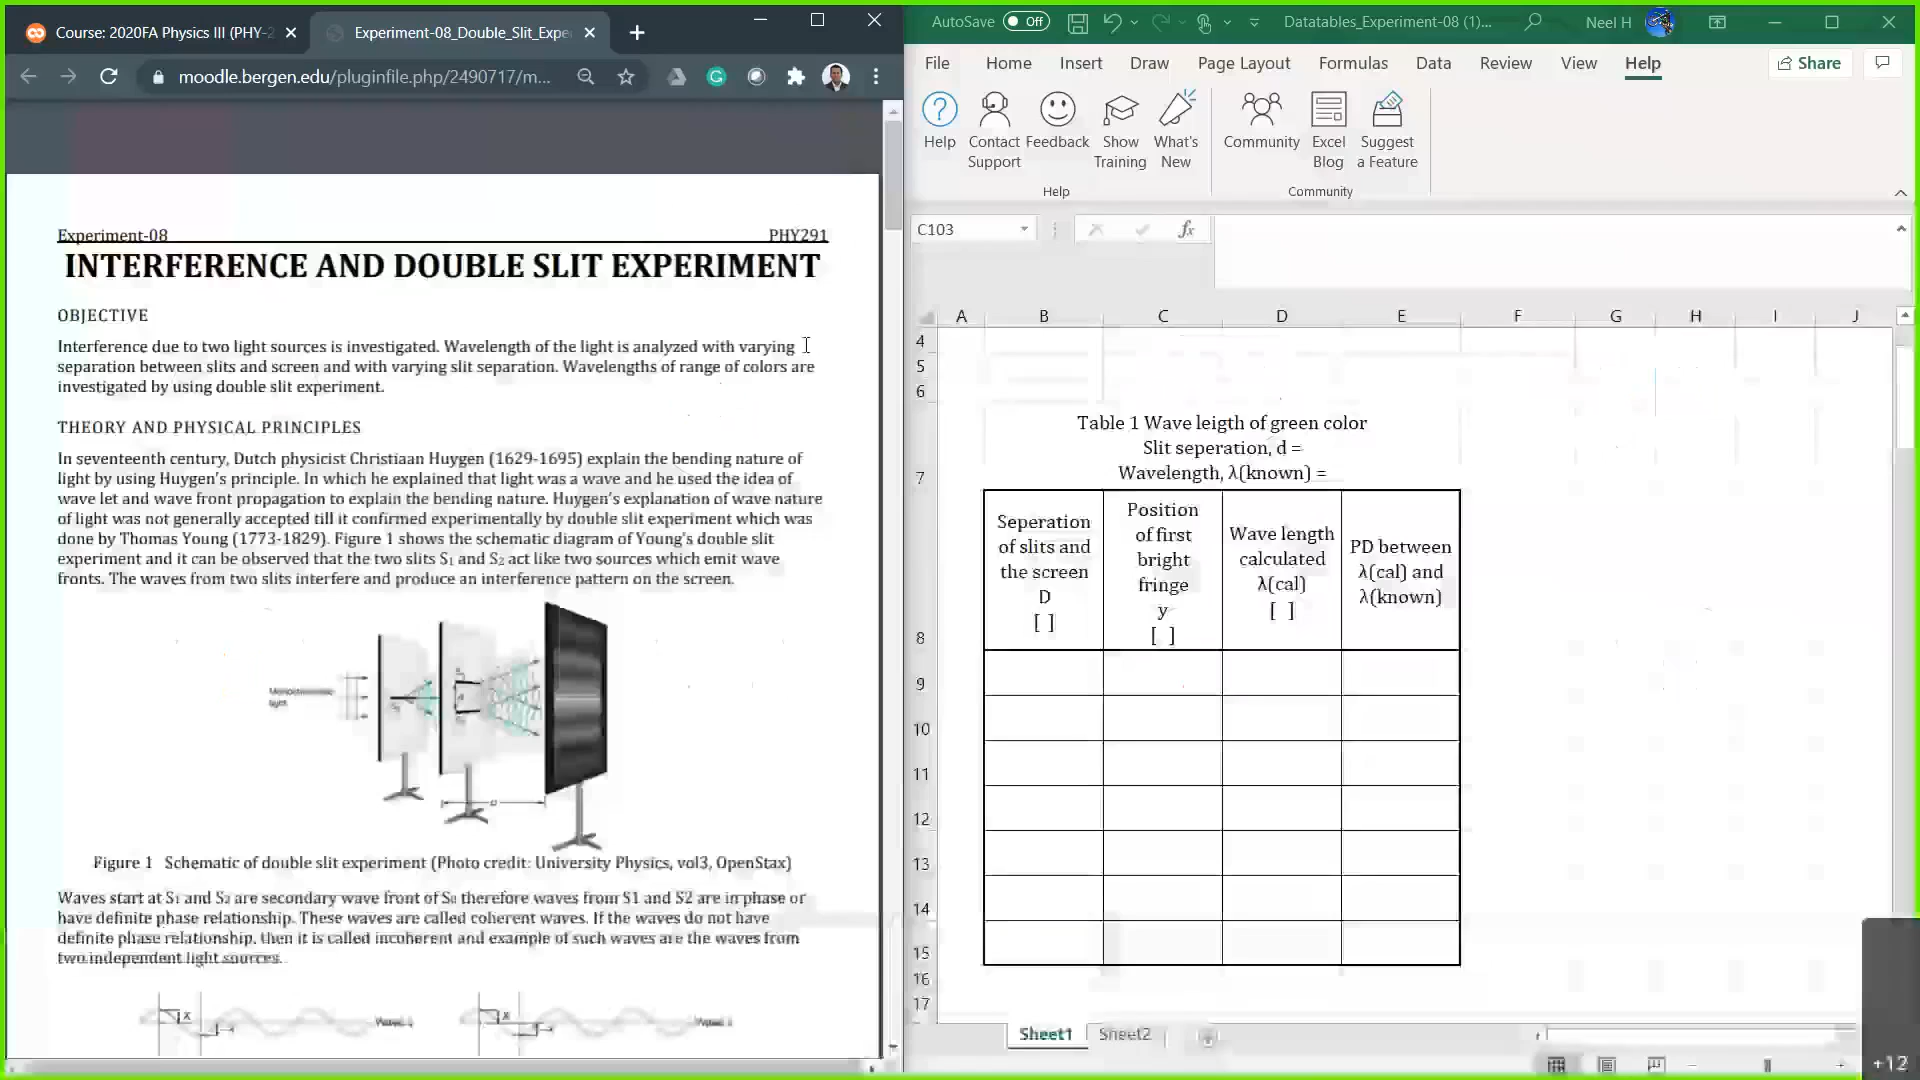 Course: 2020FA Physics III (PHY-2
Experiment-08_Double_Slit_Expe
moodle.bergen.edu/pluginfile.php/2490717/m...
Experiment-08
PHY291
INTERFERENCE AND DOUBLE SLIT EXPERIMENT
OBJECTIVE
Interference due to two light sources is investigated. Wavelength of the light is analyzed with varying
separation between slits and screen and with varying slit separation. Wavelengths of range of colors are
investigated by using double slit experiment.
THEORY AND PHYSICAL PRINCIPLES
In seventeenth century, Dutch physicist Christiaan Huygen (1629-1695) explain the bending nature of
light by using Huygen's principle. In which he explained that light was a wave and he used the idea of
wave let and wave front propagation to explain the bending nature. Huygen's explanation of wave nature
of light was not generally accepted till it confirmed experimentally by double slit experiment which was
done by Thomas Young (1773-1829). Figure 1 shows the schematic diagram of Young's double slit
experiment and it can be observed that the two slits S1 and S2 act like two sources which emit wave
fronts. The waves from two slits interfere and produce an interference pattern on the screen.
Monochromatic
light
Figure 1 Schematic of double slit experiment (Photo credit: University Physics, vol3, OpenStax)
Waves start at S1 and S2 are secondary wave front of S0 therefore waves from S1 and S2 are in phase or
have definite phase relationship. These waves are called coherent waves. If the waves do not have
definite phase relationship, then it is called incoherent and example of such waves are the waves from
two independent light sources.
AutoSave Off
Datatables_Experiment-08 (1)...
Neel H
File Home Insert Draw Page Layout Formulas Data Review View Help
Share
Help
Contact Support
Feedback
Show Training
What's New
Community
Excel Blog
Suggest a Feature
Help
Community
C103
fx
A B C D E F G H I J
4
5
6
7
Table 1 Wave leigth of green color
Slit seperation, d =
Wavelength, λ(known) =
8
Seperation of slits and the screen D [ ]
Position of first bright fringe y [ ]
Wave length calculated λ(cal) [ ]
PD between λ(cal) and λ(known)
9
10
11
12
13
14
15
16
17
Sheet1 Sheet2
+12